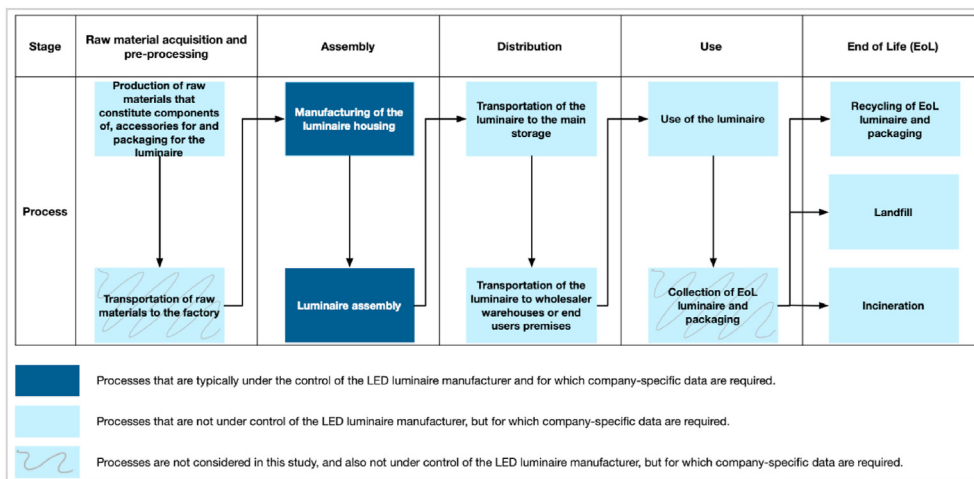 Stage
Raw material acquisition and
pre-processing
Assembly
Distribution
Use
End of Life (EoL)
Process
Production of raw
materials that
constitute components
of, accessories for and
packaging for the
luminaire
Transportation of raw
materials to the factory
Manufacturing of the
luminaire housing
Luminaire assembly
Transportation of the
luminaire to the main
storage
Transportation of the
luminaire to wholesaler
warehouses or end
users premises
Use of the luminaire
Collection of EoL
luminaire and
packaging
Recycling of EoL
luminaire and
packaging
Landfill
Incineration
Processes that are typically under the control of the LED luminaire manufacturer and for which company-specific data are required.
Processes that are not under control of the LED luminaire manufacturer, but for which company-specific data are required.
Processes are not considered in this study, and also not under control of the LED luminaire manufacturer, but for which company-specific data are required.